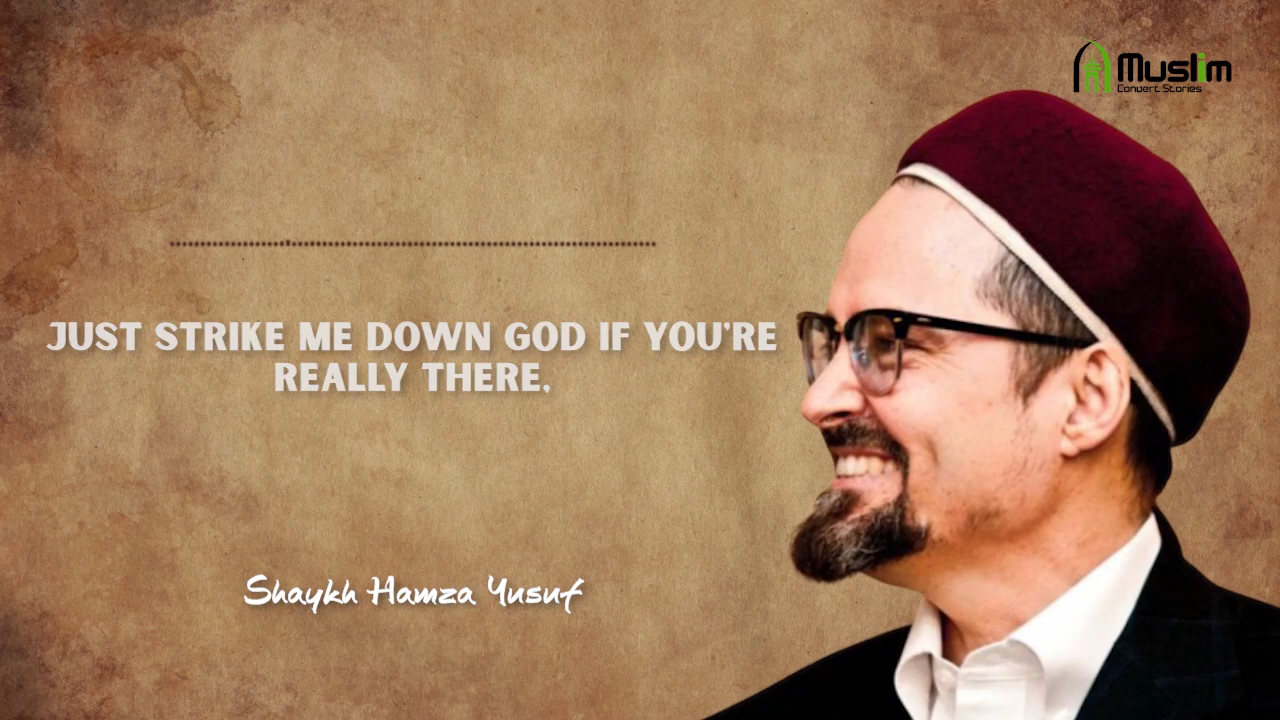 Muslim
Convert Stories
JUST STRIKE ME DOWN GOD IF YOU'RE
REALLY THERE,
Shaykh Hamza Yusuf